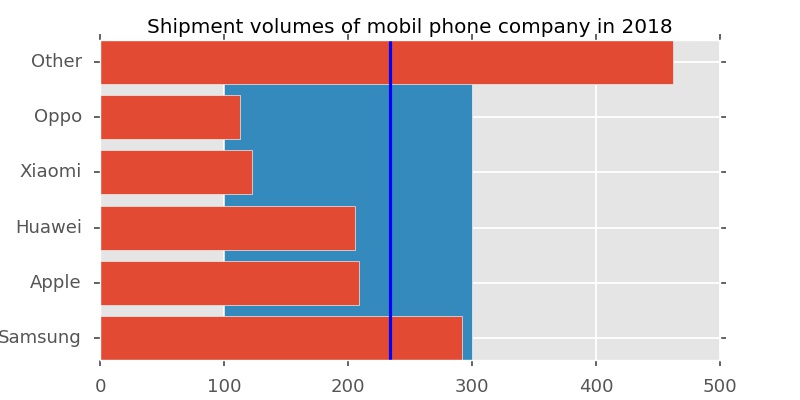 Shipment volumes of mobil phone company in 2018
Other
Oppo
Xiaomi
Huawei
Apple
Samsung
0 100 200 300 400 500